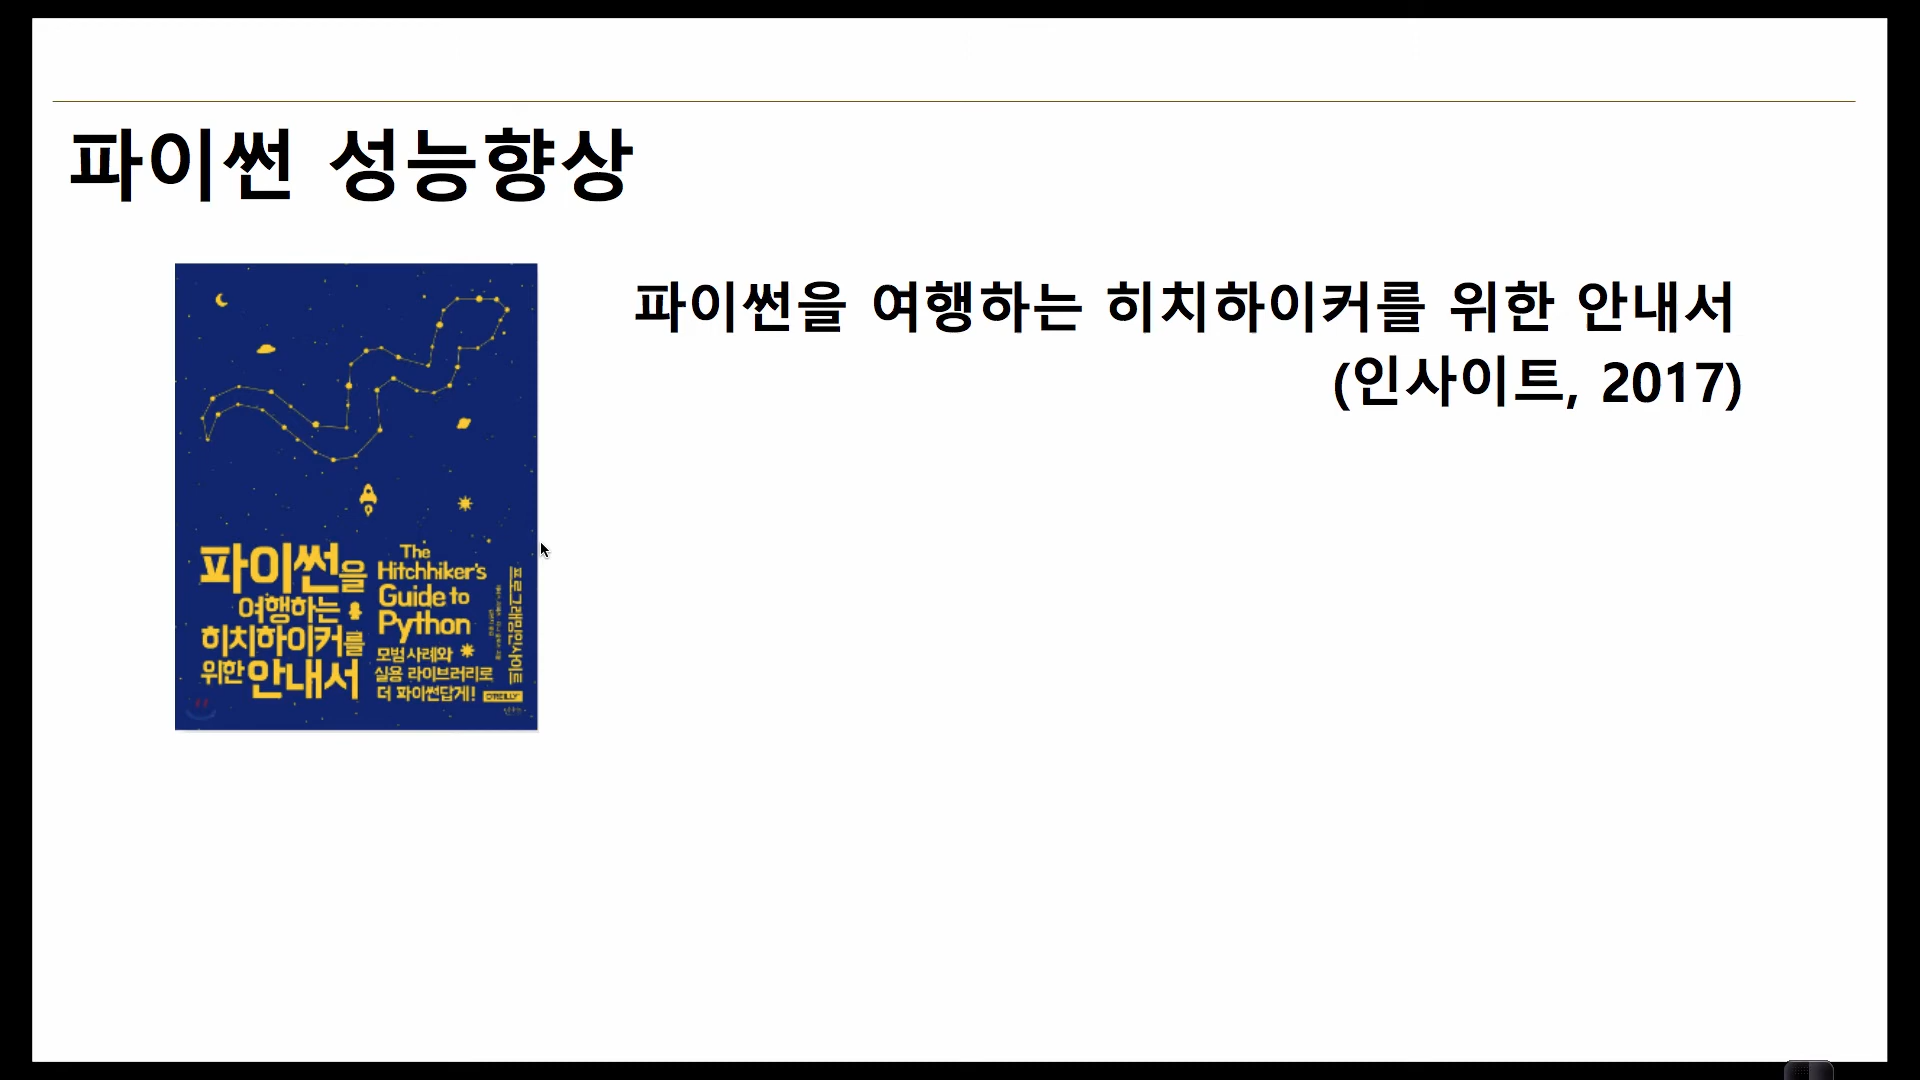 파이썬 성능향상
파이썬을 여행하는 히치하이커를 위한 안내서
(인사이트, 2017)
파이썬을
여행하는
히치하이커를
위한 안내서
The
Hitchhiker's
Guide to
Python
모범 사례와
실용 라이브러리로
더 파이썬답게!
O'REILLY
프로그래밍인사이트